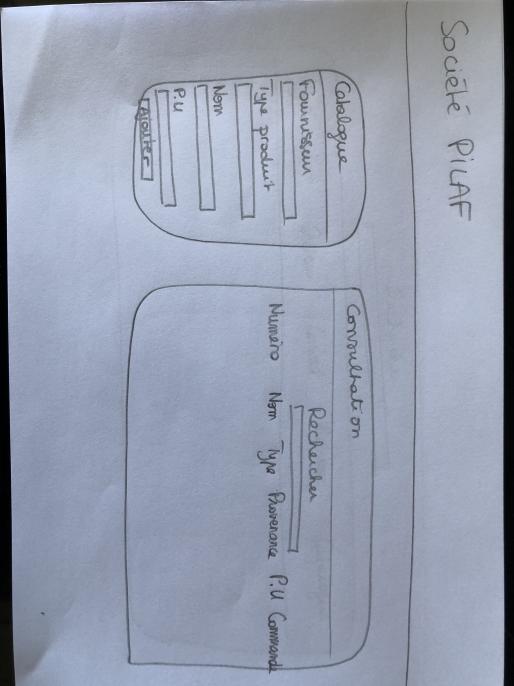 Société PILAF
Catalogue
Fournisseur
Type produit
Nom
P.U
Ajouter
Consultation
Rechercher
Numéro Nom Type Provenance P.U Commande